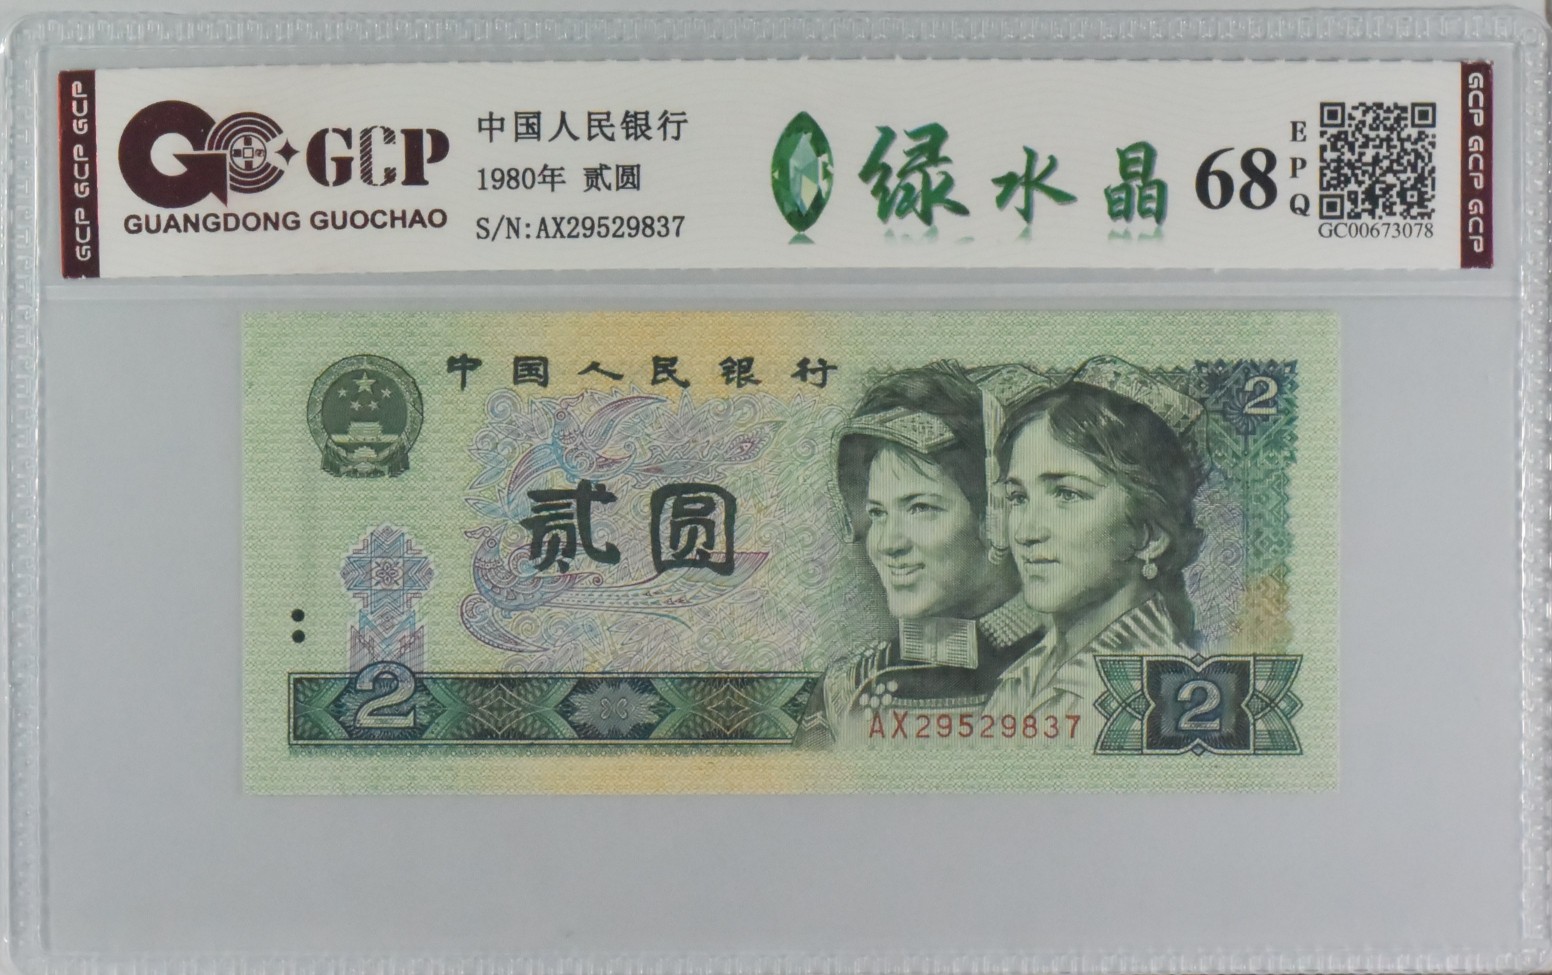 GCP GCP GCP
GCP
GUANGDONG GUOCHAO
中国人民银行
1980年 贰圆
S/N:AX29529837
绿水晶
68
EPQ
GC00673078
GCP GCP GCP
中国人民银行
2
贰圆
2
AX29529837
2